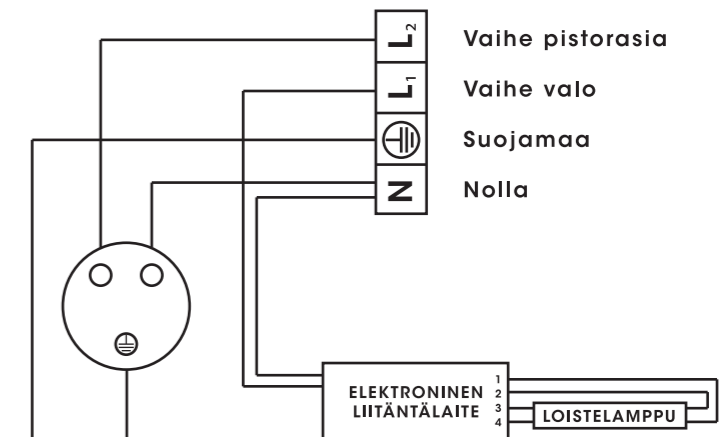 L2 Vaihe pistorasia
L1 Vaihe valo
Suojamaa
N Nolla
ELEKTRONINEN
LIITÄNTÄLAITE
1
2
3
4
LOISTELAMPPU